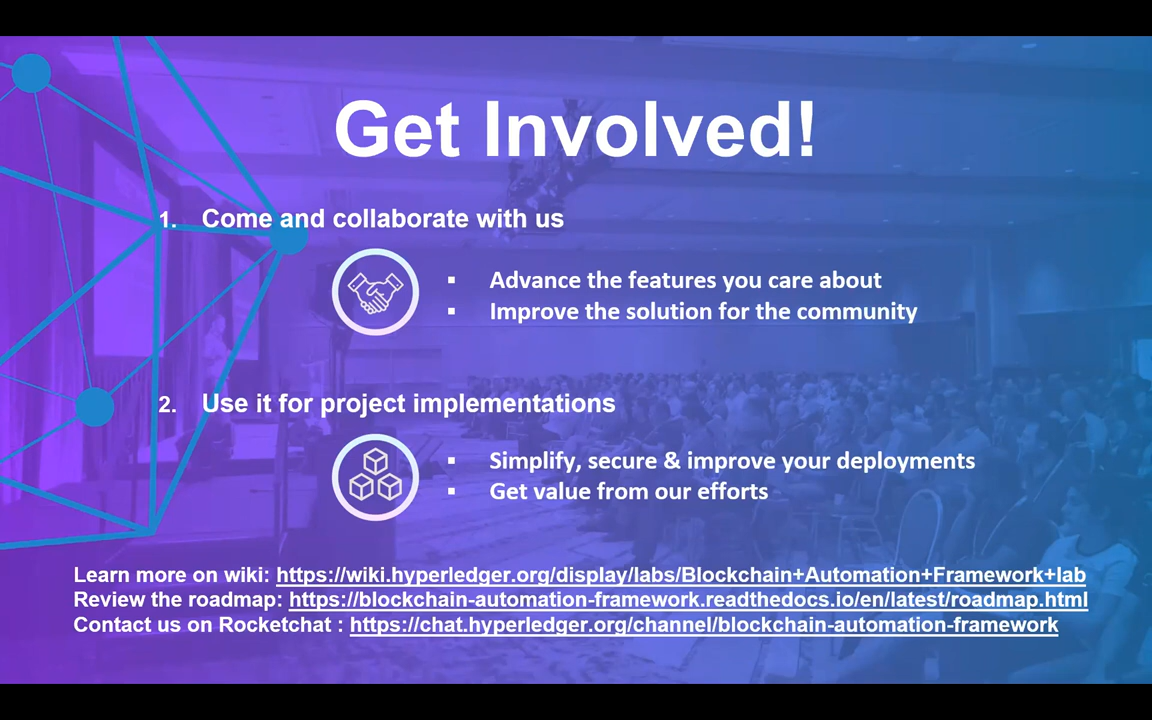 Get Involved!
1. Come and collaborate with us
▪ Advance the features you care about
▪ Improve the solution for the community
2. Use it for project implementations
▪ Simplify, secure & improve your deployments
▪ Get value from our efforts
Learn more on wiki: https://wiki.hyperledger.org/display/labs/Blockchain+Automation+Framework+lab
Review the roadmap: https://blockchain-automation-framework.readthedocs.io/en/latest/roadmap.html
Contact us on Rocketchat : https://chat.hyperledger.org/channel/blockchain-automation-framework